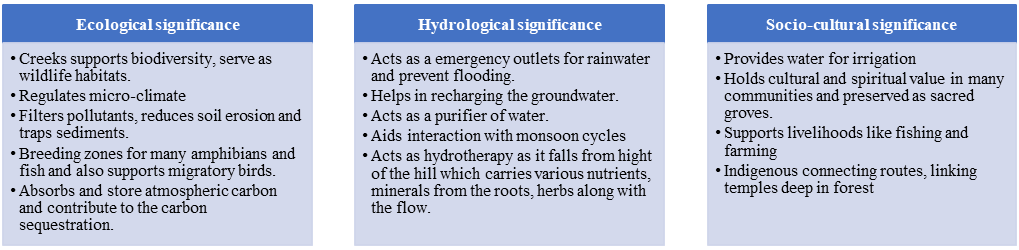 Ecological significance
• Creeks supports biodiversity, serve as
wildlife habitats.
• Regulates micro-climate
• Filters pollutants, reduces soil erosion and
traps sediments.
• Breeding zones for many amphibians and
fish and also supports migratory birds.
• Absorbs and store atmospheric carbon
and contribute to the carbon
sequestration.
Hydrological significance
• Acts as a emergency outlets for rainwater
and prevent flooding.
• Helps in recharging the groundwater.
• Acts as a purifier of water.
• Aids interaction with monsoon cycles
• Acts as hydrotherapy as it falls from hight
of the hill which carries various nutrients,
minerals from the roots, herbs along with
the flow.
Socio-cultural significance
• Provides water for irrigation
• Holds cultural and spiritual value in many
communities and preserved as sacred
groves.
• Supports livelihoods like fishing and
farming
• Indigenous connecting routes, linking
temples deep in forest